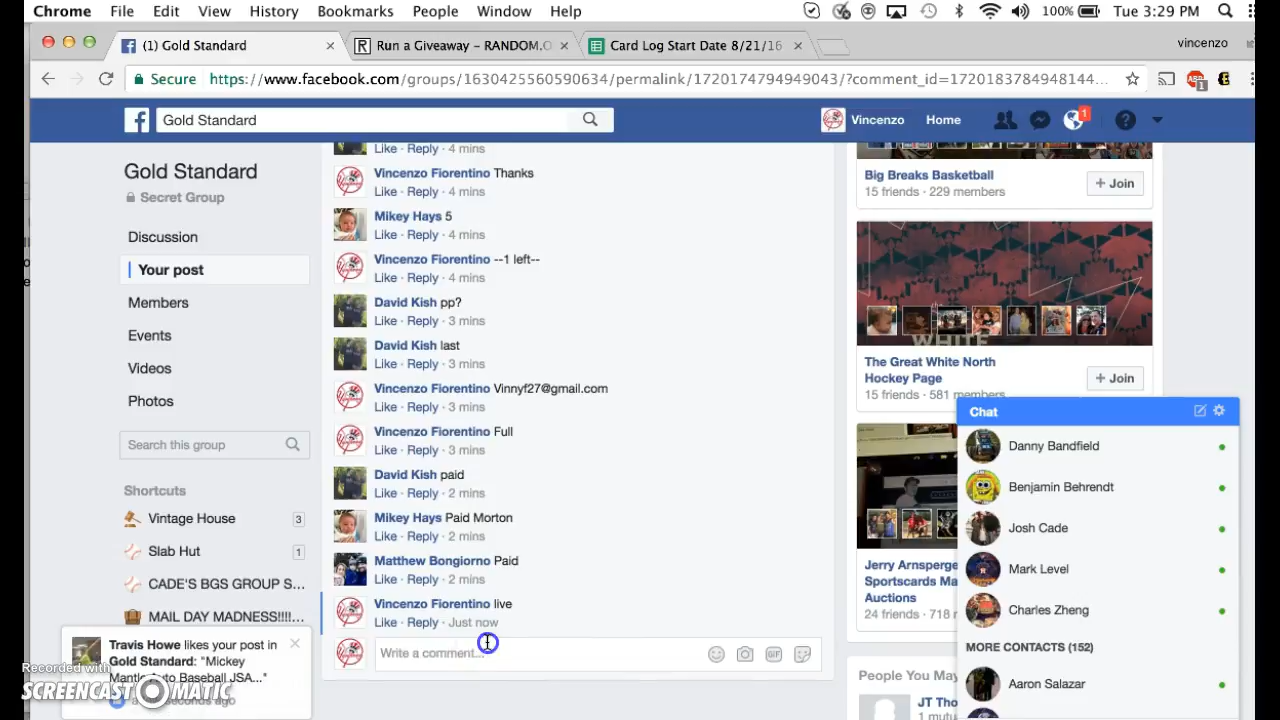 Chrome File Edit View History Bookmarks People Window Help 100% Tue 3:29 PM
(1) Gold Standard Run a Giveaway – RANDOM.O Card Log Start Date 8/21/16 vincenzo
Secure https://www.facebook.com/groups/1630425560590634/permalink/1720174794949043/?comment_id=1720183784948144...
Gold Standard Vincenzo Home 1
Gold Standard
Secret Group
Discussion
Your post
Members
Events
Videos
Photos
Search this group
Shortcuts
Vintage House 3
Slab Hut 1
CADE'S BGS GROUP S...
MAIL DAY MADNESS!!!!...
Travis Howe likes your post in
Gold Standard: "Mickey
Mantle Auto Baseball JSA..."
seconds ago
Recorded with
SCREENCAST MATIC
Like · Reply · 4 mins
Vincenzo Fiorentino Thanks
Like · Reply · 4 mins
Mikey Hays 5
Like · Reply · 4 mins
Vincenzo Fiorentino --1 left--
Like · Reply · 4 mins
David Kish pp?
Like · Reply · 3 mins
David Kish last
Like · Reply · 3 mins
Vincenzo Fiorentino Vinnyf27@gmail.com
Like · Reply · 3 mins
Vincenzo Fiorentino Full
Like · Reply · 3 mins
David Kish paid
Like · Reply · 2 mins
Mikey Hays Paid Morton
Like · Reply · 2 mins
Matthew Bongiorno Paid
Like · Reply · 2 mins
Vincenzo Fiorentino live
Like · Reply · Just now
Write a comment...
GIF
Big Breaks Basketball
15 friends · 229 members
+ Join
WHITE
The Great White North
Hockey Page
15 friends · 581 members
+ Join
Jerry Arnsperge
Sportscards Ma
Auctions
24 friends · 718 m
People You May
JT Tho
1 mutu
Chat
Danny Bandfield
Benjamin Behrendt
Josh Cade
Mark Level
Charles Zheng
MORE CONTACTS (152)
Aaron Salazar